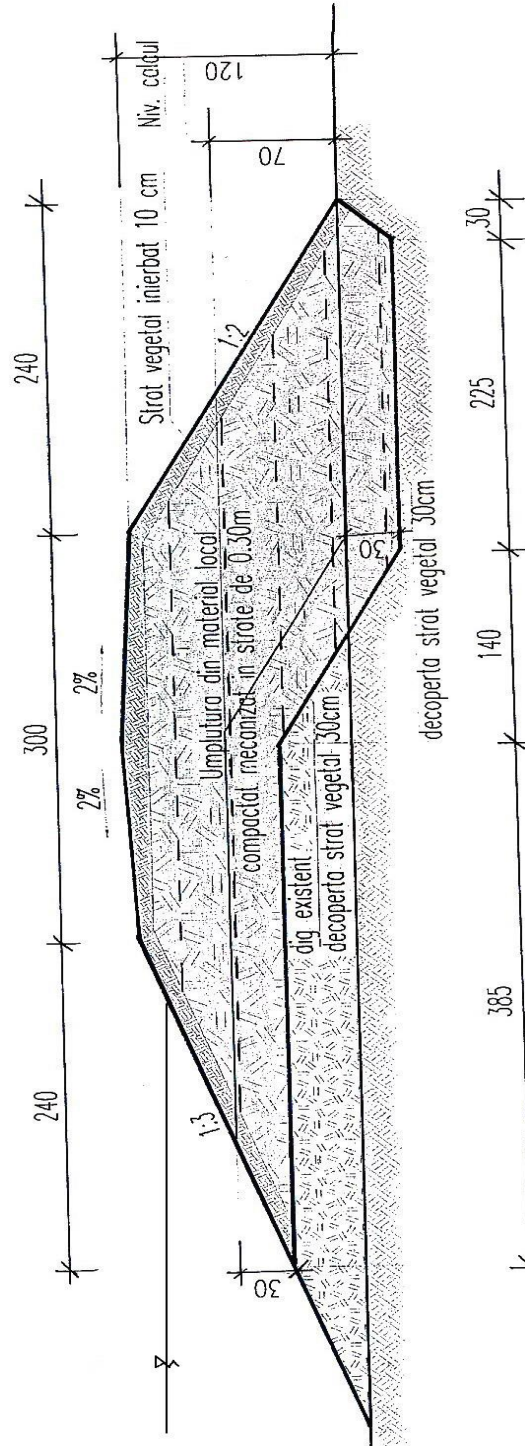 240
300
240
2%
2%
Strat vegetal inierbat 10 cm
Niv. calcul
120
70
1:3
1:2
Umplutura din material local
compactat mecanizat in strate de 0.30m
dig existent
decoperta strat vegetal 30cm
30
30
decoperta strat vegetal 30cm
385
140
225
30